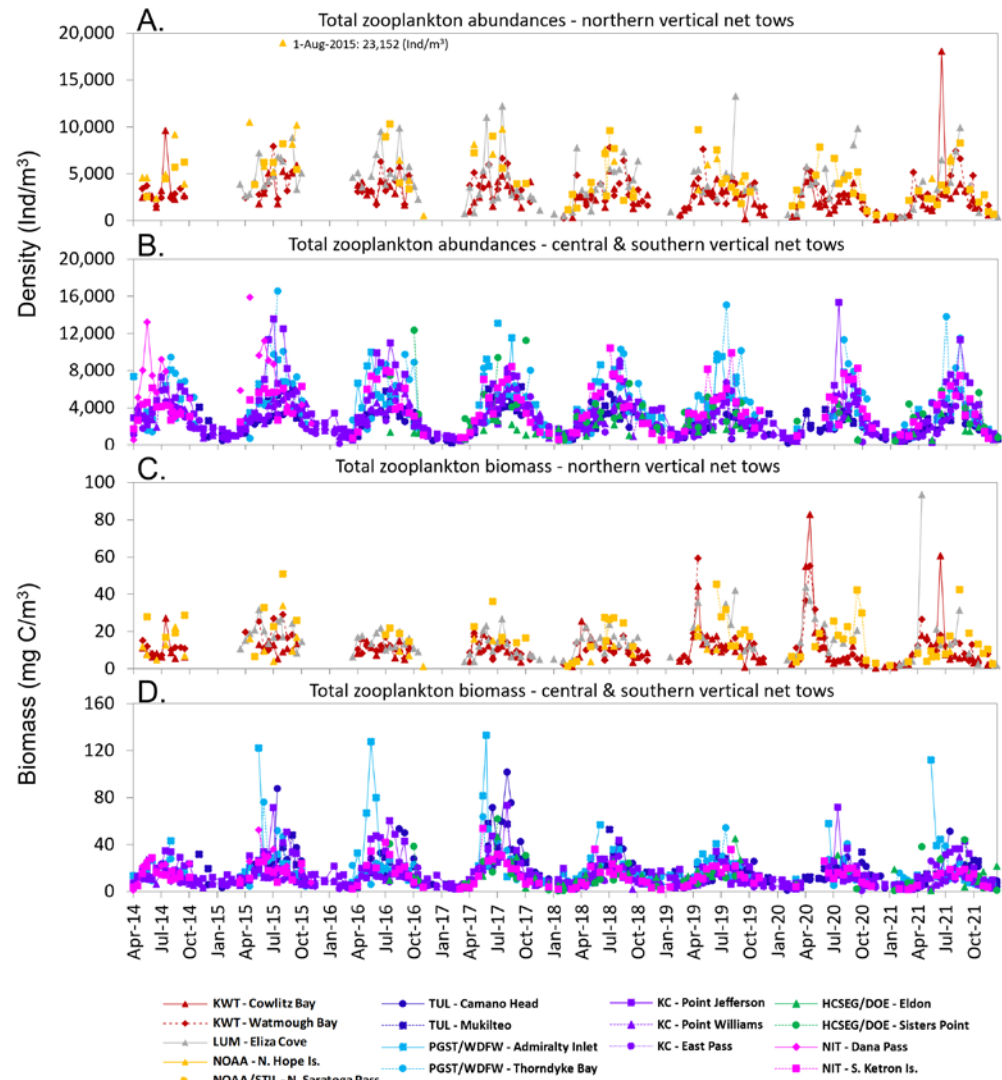 A. Total zooplankton abundances - northern vertical net tows
20,000
1-Aug-2015: 23,152 (Ind/m³)
15,000
10,000
5,000
0
B. Total zooplankton abundances - central & southern vertical net tows
20,000
16,000
12,000
8,000
4,000
0
Density (Ind/m³)
C. Total zooplankton biomass - northern vertical net tows
100
80
60
40
20
0
D. Total zooplankton biomass - central & southern vertical net tows
160
120
80
40
0
Biomass (mg C/m³)
Apr-14
Jul-14
Oct-14
Jan-15
Apr-15
Jul-15
Oct-15
Jan-16
Apr-16
Jul-16
Oct-16
Jan-17
Apr-17
Jul-17
Oct-17
Jan-18
Apr-18
Jul-18
Oct-18
Jan-19
Apr-19
Jul-19
Oct-19
Jan-20
Apr-20
Jul-20
Oct-20
Jan-21
Apr-21
Jul-21
Oct-21
KWT - Cowlitz Bay
KWT - Watmough Bay
LUM - Eliza Cove
NOAA - N. Hope Is.
NOAA/STIL - N. Saratoga Pass
TUL - Camano Head
TUL - Mukilteo
PGST/WDFW - Admiralty Inlet
PGST/WDFW - Thorndyke Bay
KC - Point Jefferson
KC - Point Williams
KC - East Pass
HCSEG/DOE - Eldon
HCSEG/DOE - Sisters Point
NIT - Dana Pass
NIT - S. Ketron Is.